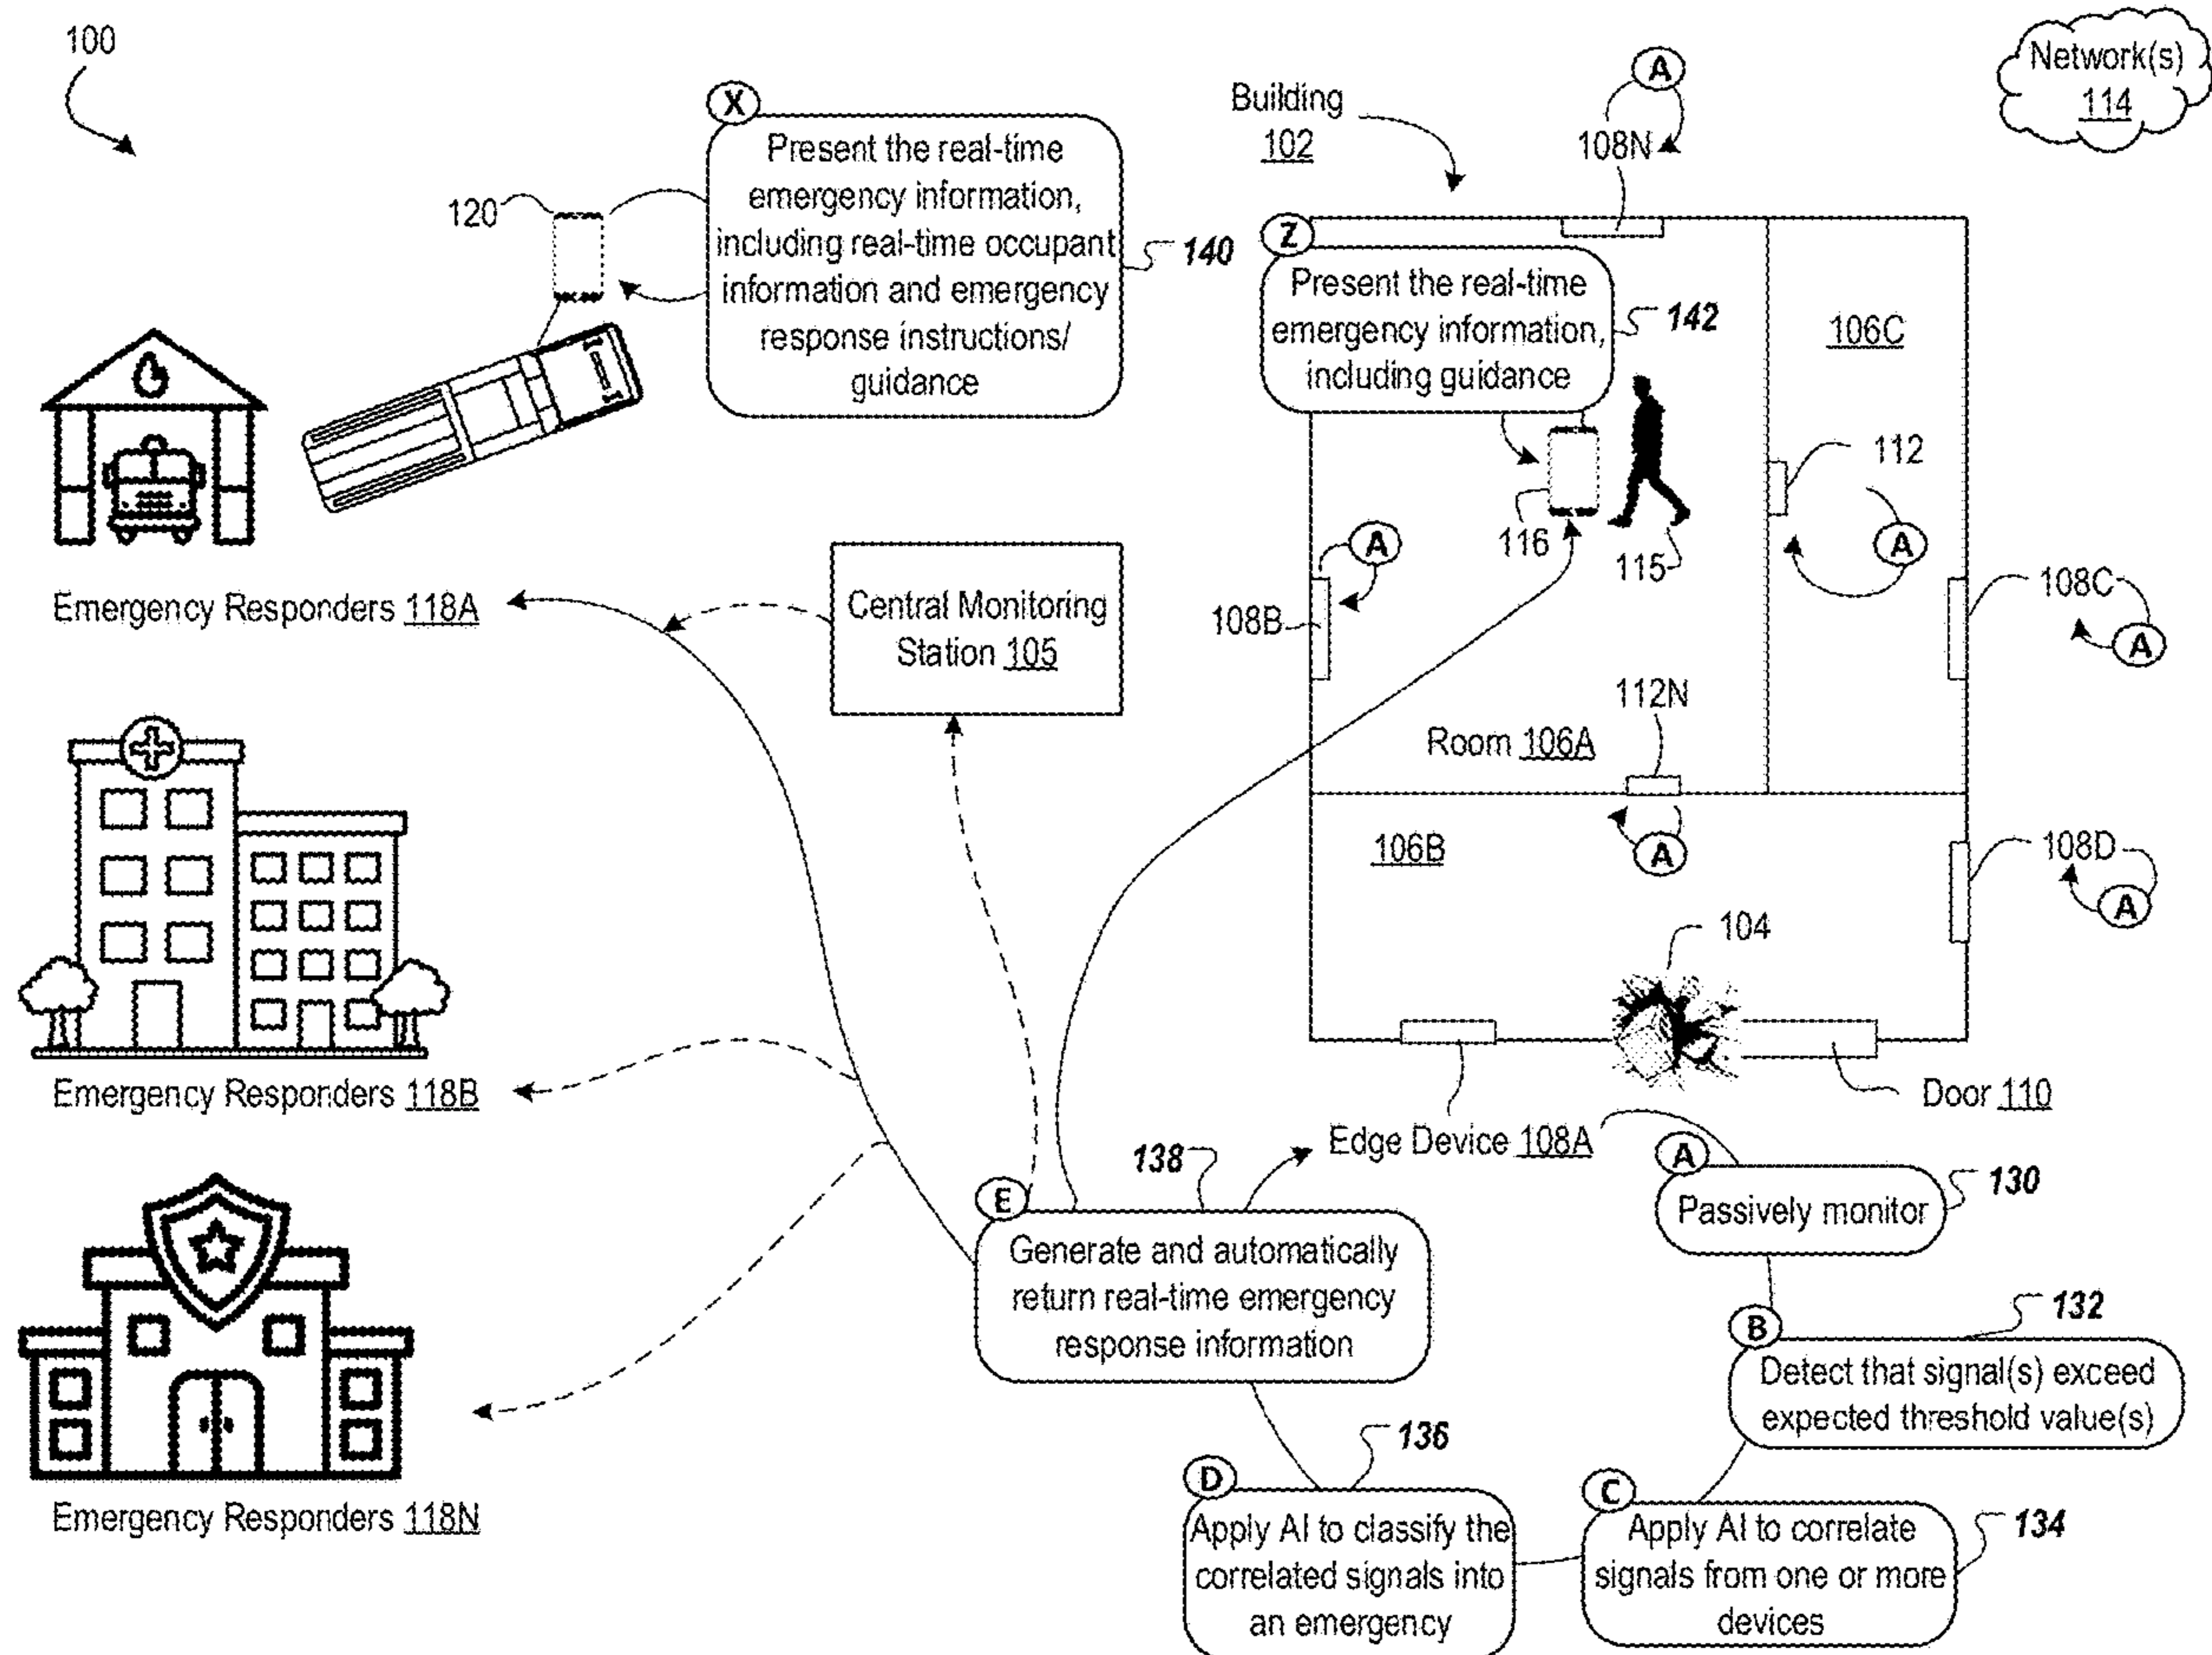 100
X
Present the real-time
emergency information,
including real-time occupant
information and emergency
response instructions/
guidance
140
120
Building
102
A
108N
Network(s)
114
Z
Present the real-time
emergency information,
including guidance
142
106C
112
A
116
115
A
108B
108C
A
Emergency Responders 118A
Central Monitoring
Station 105
112N
Room 106A
A
106B
108D
A
104
Emergency Responders 118B
Door 110
Edge Device 108A
138
A
Passively monitor
130
E
Generate and automatically
return real-time emergency
response information
B
132
Detect that signal(s) exceed
expected threshold value(s)
136
D
Apply AI to classify the
correlated signals into
an emergency
C
Apply AI to correlate
signals from one or more
devices
134
Emergency Responders 118N